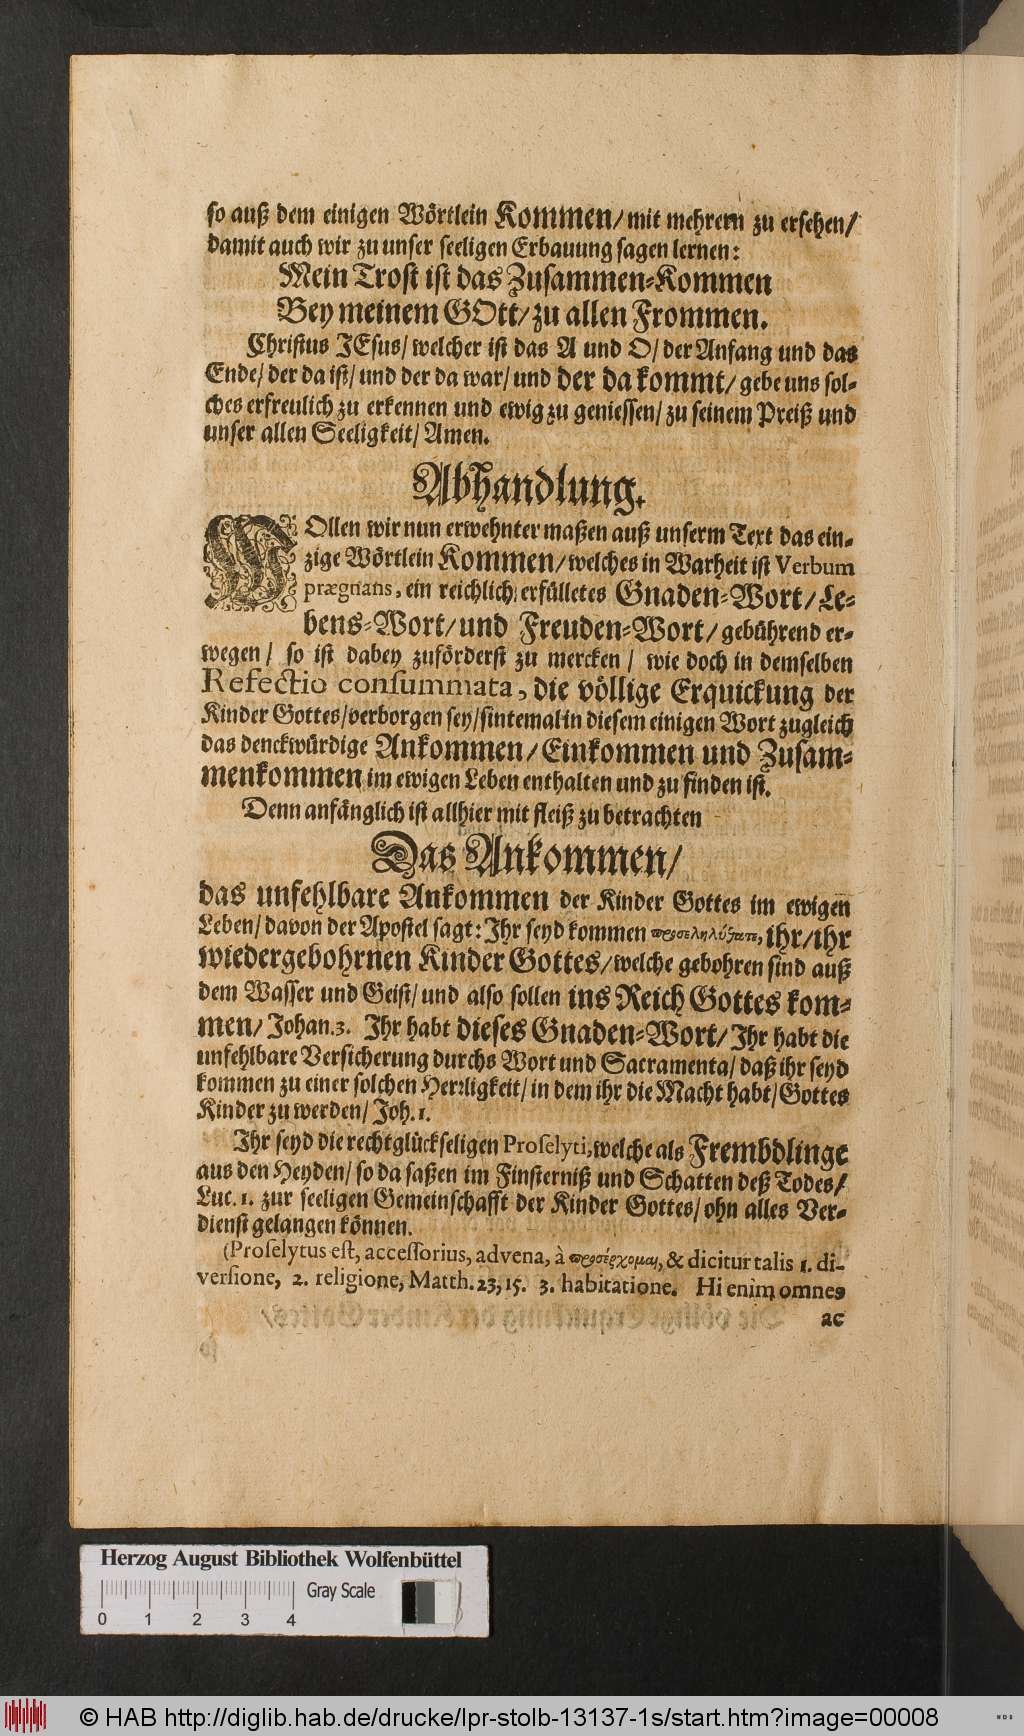 so auß dem einigen Wörtlein Kommen/ mit mehrern zu ersehen/
damit auch wir zu unser seeligen Erbauung sagen lernen:
Mein Trost ist das Zusammen-Kommen
Bey meinem GOtt/ zu allen Frommen.
Christus JEsus/ welcher ist das A und O/ der Anfang und das
Ende/ der da ist/ und der da war/ und der da kommt/ gebe uns sol-
ches erfreulich zu erkennen und ewig zu geniessen/ zu seinem Preiß und
unser allen Seeligkeit/ Amen.
Abhandlung.
WOllen wir nun erwehnter maßen auß unserm Text das ein-
zige Wörtlein Kommen/ welches in Warheit ist Verbum
prægnans, ein reichlich erfülletes Gnaden-Wort/ Le-
bens-Wort/ und Freuden-Wort/ gebührend er-
wegen/ so ist dabey zuförderst zu mercken/ wie doch in demselben
Refectio consummata, die völlige Erquickung der
Kinder Gottes/ verborgen sey/ sintemal in diesem einigen Wort zugleich
das denckwürdige Ankommen/ Einkommen und Zusam-
menkommen im ewigen Leben enthalten und zu finden ist.
Denn anfänglich ist allhier mit fleiß zu betrachten
Das Ankommen/
das unfehlbare Ankommen der Kinder Gottes im ewigen
Leben/ davon der Apostel sagt: Ihr seyd kommen προσεληλύθατε, ihr/ ihr
wiedergebohrnen Kinder Gottes/ welche gebohren sind auß
dem Wasser und Geist/ und also sollen ins Reich Gottes kom-
men/ Johan. 3. Ihr habt dieses Gnaden-Wort/ Ihr habt die
unfehlbare Versicherung durchs Wort und Sacramenta/ daß ihr seyd
kommen zu einer solchen Herrligkeit/ in dem ihr die Macht habt/ Gottes
Kinder zu werden/ Joh. 1.
Ihr seyd die recht glückseligen Proselyti, welche als Frembdlinge
aus den Heyden/ so da saßen im Finsterniß und Schatten deß Todes/
Luc. 1. zur seeligen Gemeinschafft der Kinder Gottes/ ohn alles Ver-
dienst gelangen können.
(Proselytus est, accessorius, advena, à προσέρχομαι, & dicitur talis 1. di-
versione, 2. religione, Matth. 23, 15. 3. habitatione. Hi enim omnes
ac
Herzog August Bibliothek Wolfenbüttel
Gray Scale
0 1 2 3 4
© HAB http://diglib.hab.de/drucke/lpr-stolb-13137-1s/start.htm?image=00008